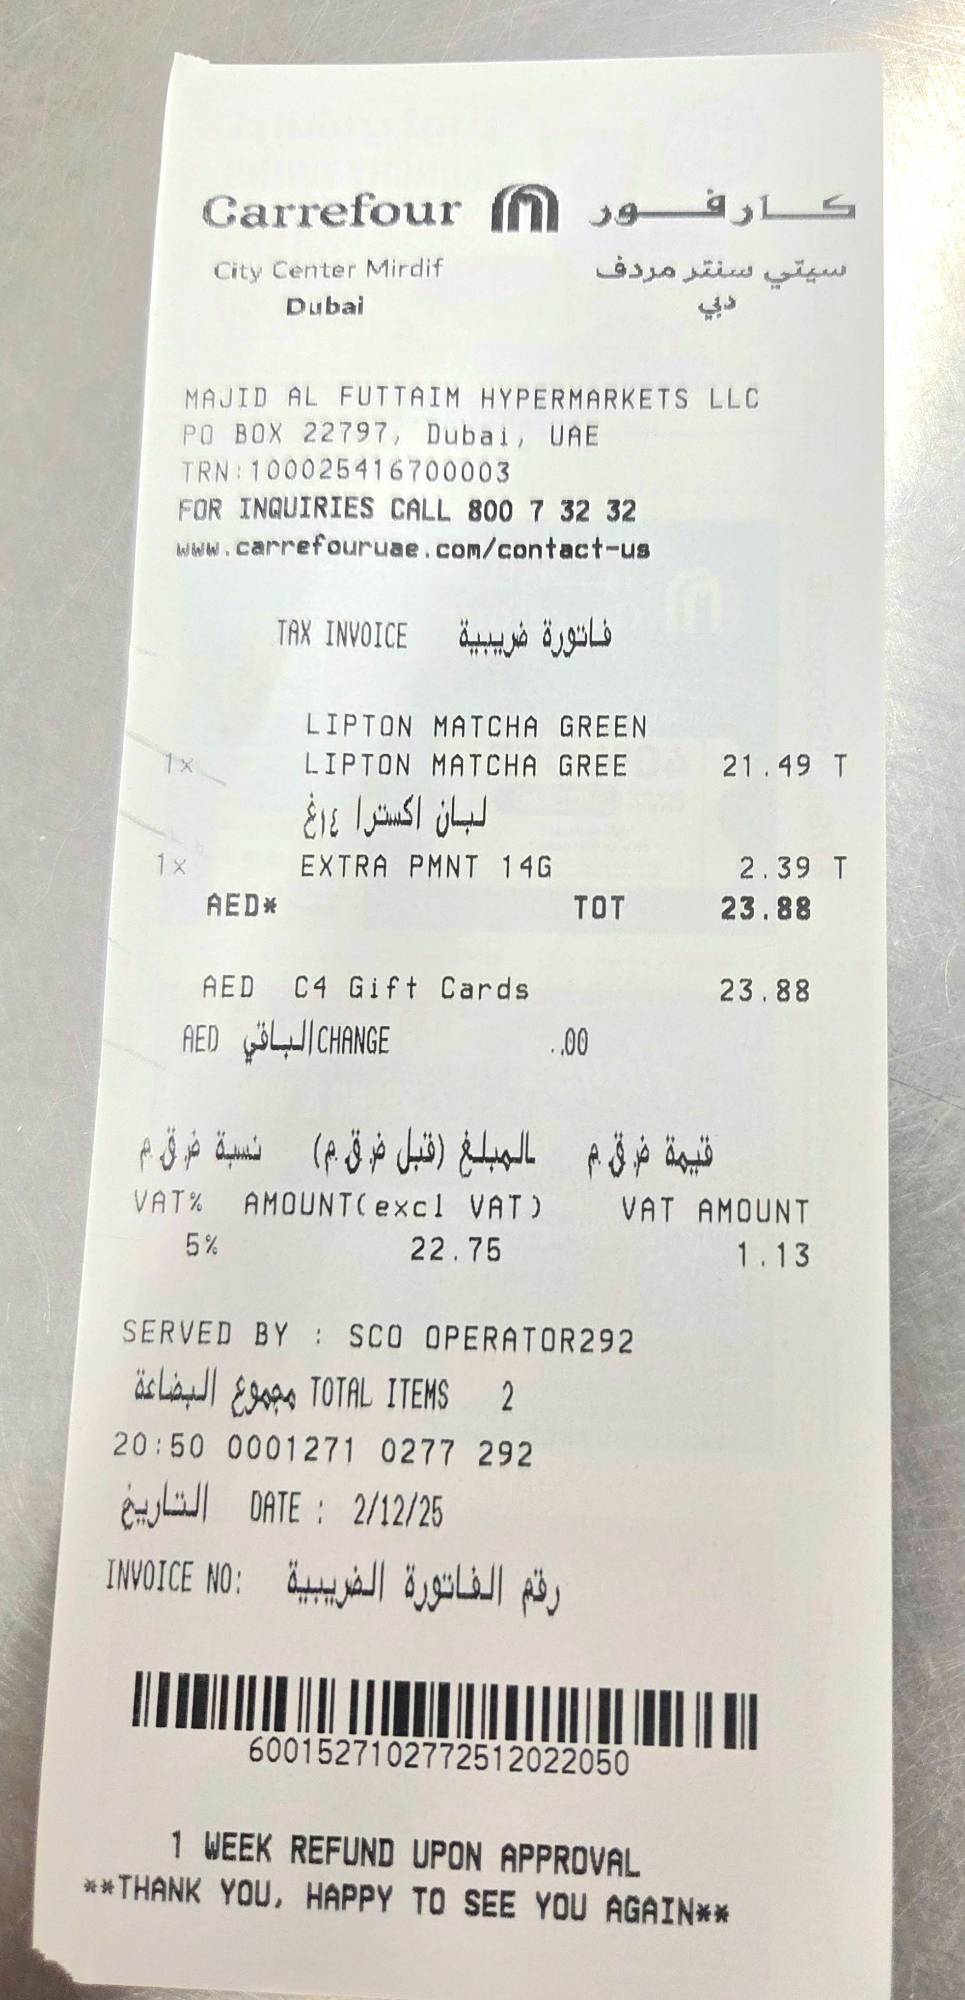 Carrefour كارفور
City Center Mirdif سيتي سنتر مردف
Dubai دبي
MAJID AL FUTTAIM HYPERMARKETS LLC
PO BOX 22797, Dubai, UAE
TRN:100025416700003
FOR INQUIRIES CALL 800 7 32 32
www.carrefouruae.com/contact-us
TAX INVOICE فاتورة ضريبية
LIPTON MATCHA GREEN
1x LIPTON MATCHA GREE 21.49 T
لبان اكسترا ١٤غ
1x EXTRA PMNT 14G 2.39 T
AED* TOT 23.88
AED C4 Gift Cards 23.88
AED الباقي CHANGE ..00
نسبة ض.ق.م المبلغ (قبل ض.ق.م) قيمة ض.ق.م
VAT% AMOUNT(excl VAT) VAT AMOUNT
5% 22.75 1.13
SERVED BY : SCO OPERATOR292
مجموع البضاعة TOTAL ITEMS 2
20:50 0001271 0277 292
التاريخ DATE : 2/12/25
INVOICE NO: رقم الفاتورة الضريبية
6001527102772512022050
1 WEEK REFUND UPON APPROVAL
**THANK YOU, HAPPY TO SEE YOU AGAIN**